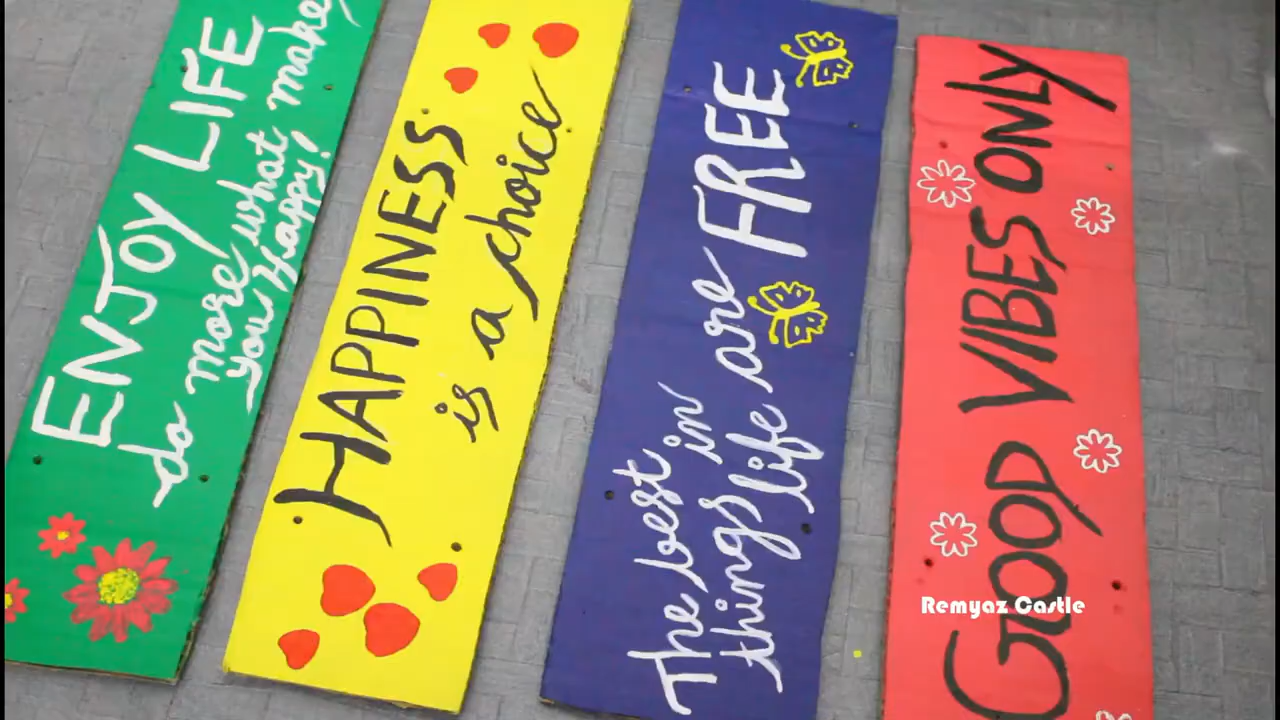 ENJOY LIFE
do more what make
you Happy!
HAPPINESS
is a choice
The best in
things life are FREE
GOOD VIBES ONLY
Remyaz Castle